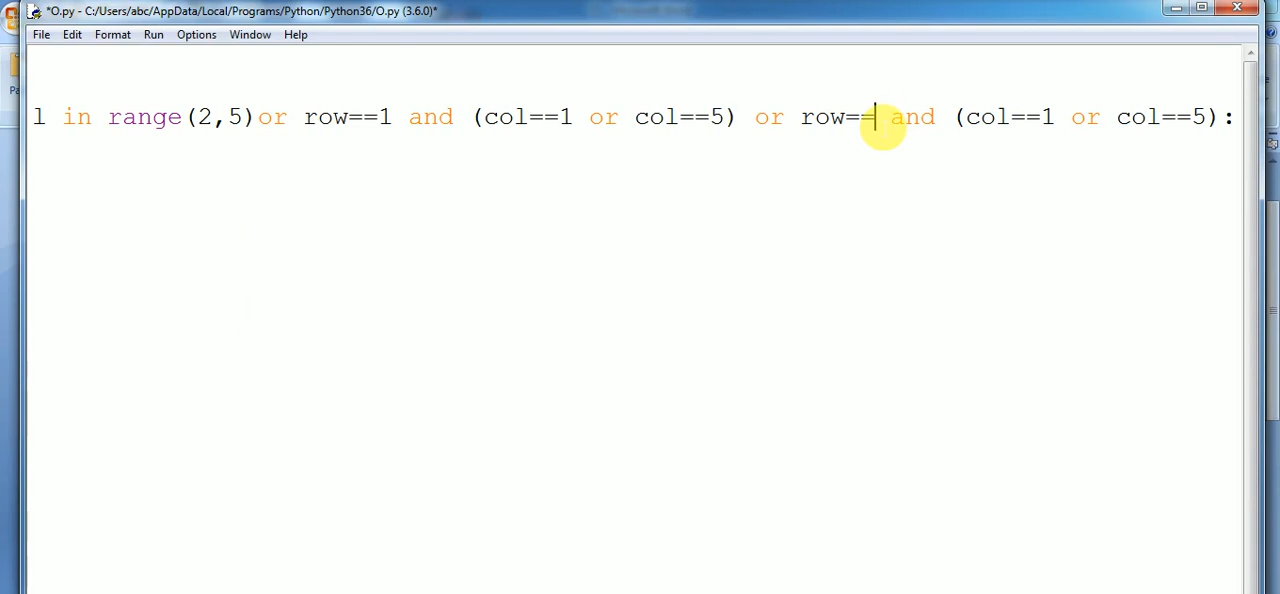 *O.py - C:/Users/abc/AppData/Local/Programs/Python/Python36/O.py (3.6.0)*
File Edit Format Run Options Window Help
l in range(2,5)or row==1 and (col==1 or col==5) or row== and (col==1 or col==5):